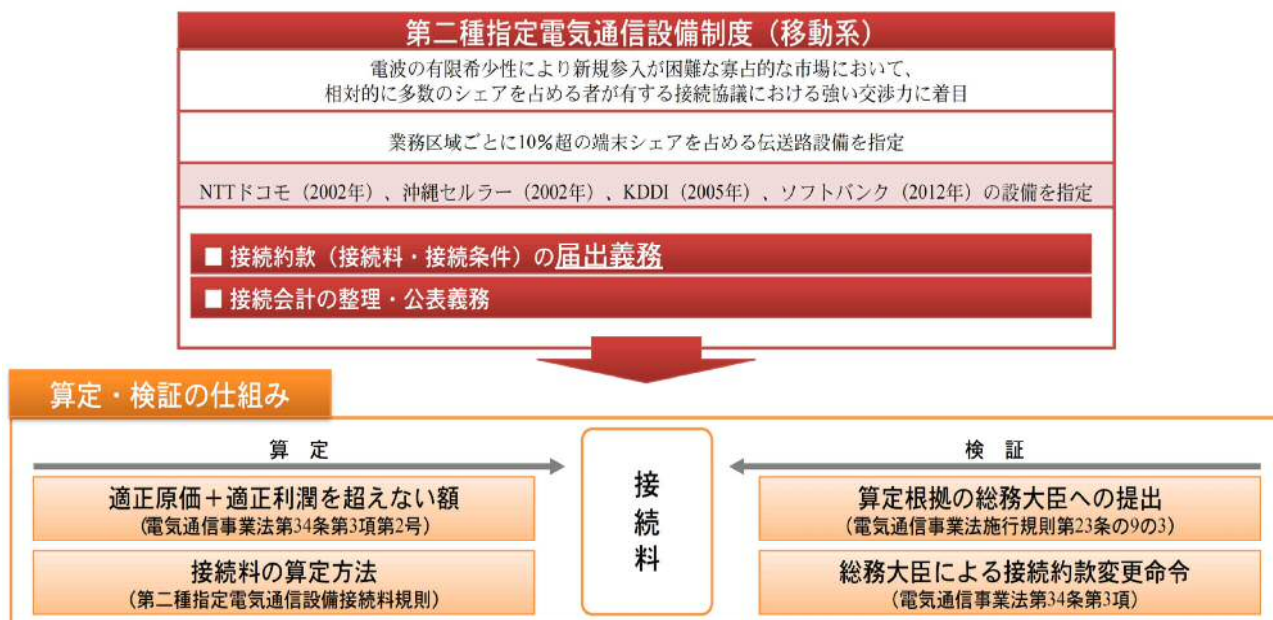 第二種指定電気通信設備制度（移動系）
電波の有限希少性により新規参入が困難な寡占的な市場において、
相対的に多数のシェアを占める者が有する接続協議における強い交渉力に着目
業務区域ごとに10%超の端末シェアを占める伝送路設備を指定
NTTドコモ（2002年）、沖縄セルラー（2002年）、KDDI（2005年）、ソフトバンク（2012年）の設備を指定
■ 接続約款（接続料・接続条件）の届出義務
■ 接続会計の整理・公表義務
算定・検証の仕組み
算 定
適正原価＋適正利潤を超えない額
（電気通信事業法第34条第3項第2号）
接続料の算定方法
（第二種指定電気通信設備接続料規則）
接続料
検 証
算定根拠の総務大臣への提出
（電気通信事業法施行規則第23条の9の3）
総務大臣による接続約款変更命令
（電気通信事業法第34条第3項）